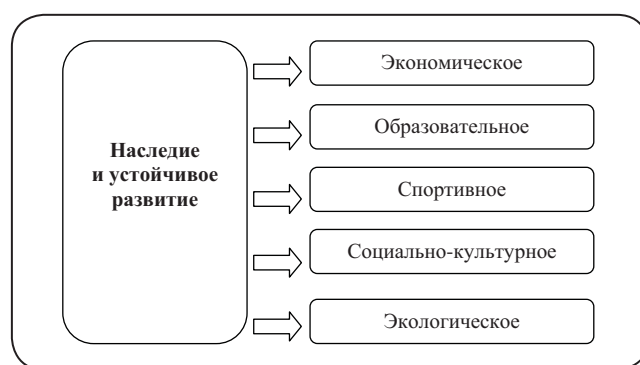 Наследие
и устойчивое
развитие
Экономическое
Образовательное
Спортивное
Социально-культурное
Экологическое